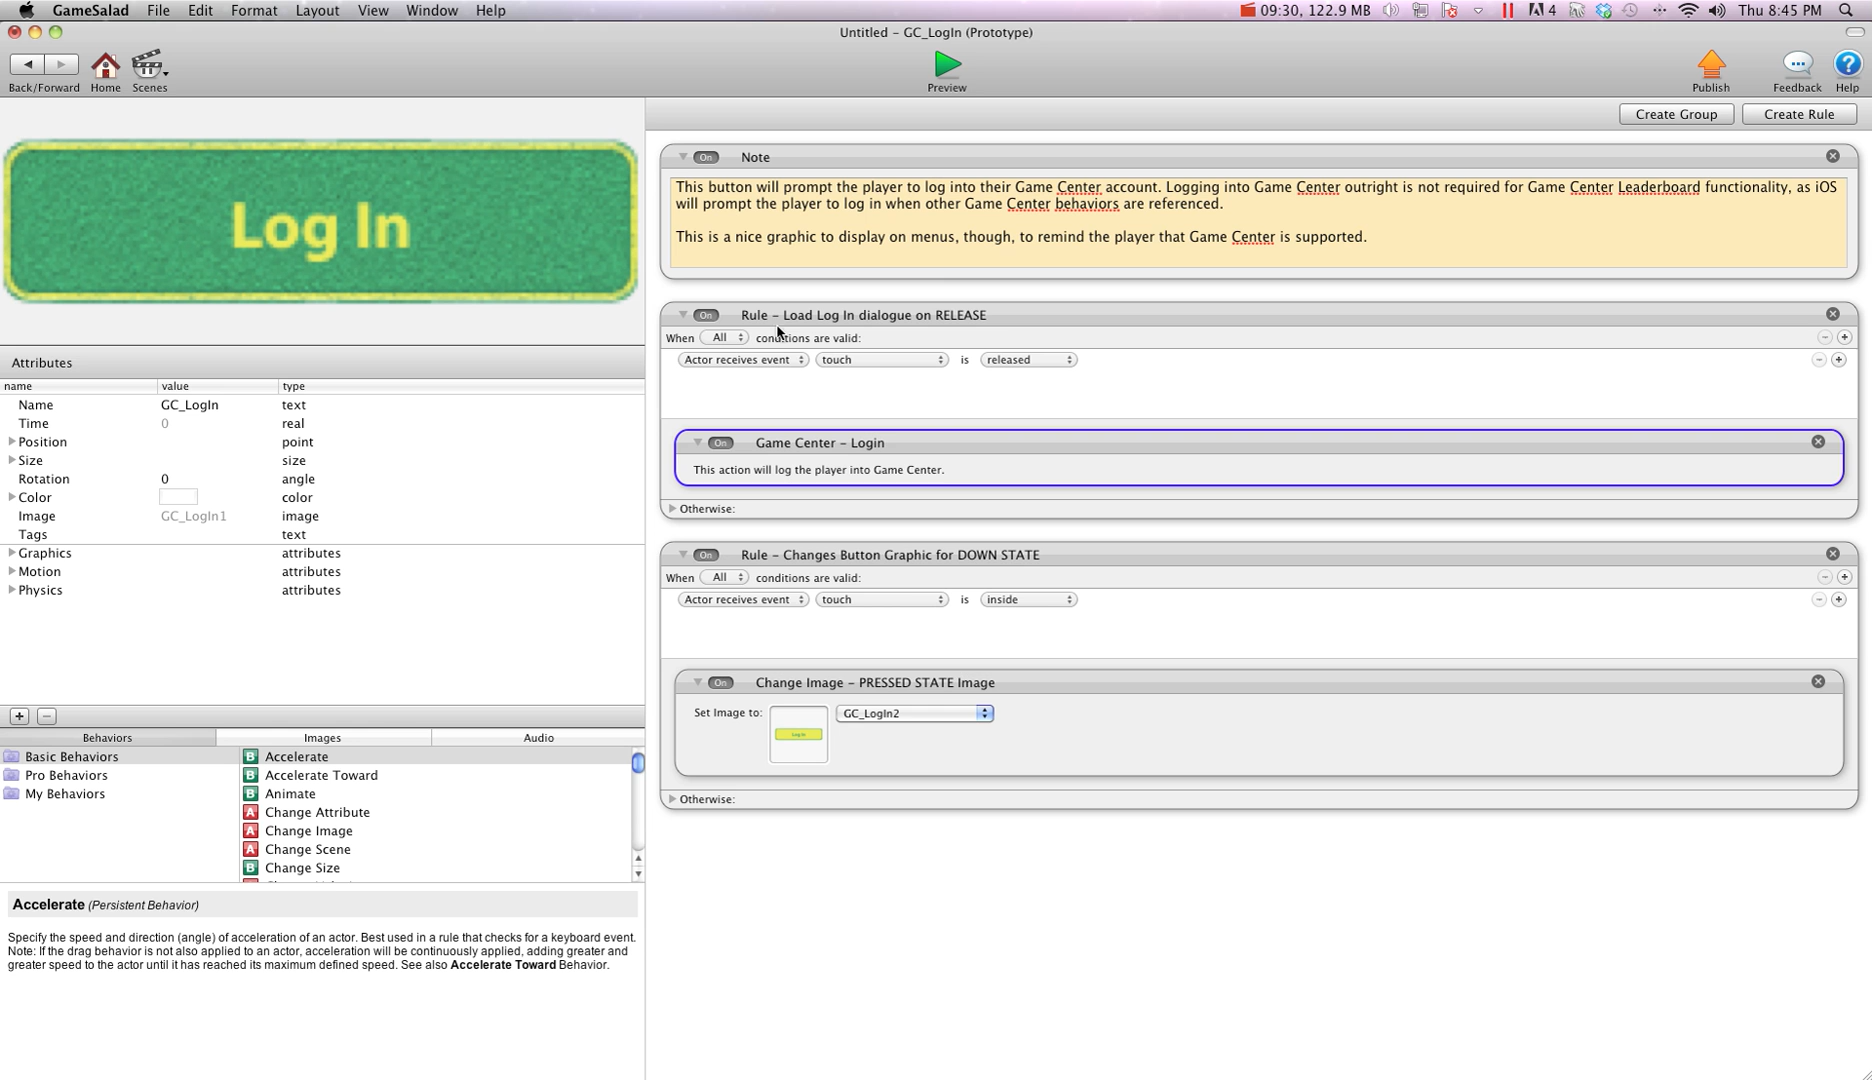 GameSalad File Edit Format Layout View Window Help 09:30, 122.9 MB 4 Thu 8:45 PM
Untitled – GC_LogIn (Prototype)
Back/Forward Home Scenes Preview Publish Feedback Help
Create Group Create Rule
Log In
On Note
This button will prompt the player to log into their Game Center account. Logging into Game Center outright is not required for Game Center Leaderboard functionality, as iOS
will prompt the player to log in when other Game Center behaviors are referenced.
This is a nice graphic to display on menus, though, to remind the player that Game Center is supported.
On Rule – Load Log In dialogue on RELEASE
When All conditions are valid:
Actor receives event touch is released
On Game Center – Login
This action will log the player into Game Center.
Otherwise:
On Rule – Changes Button Graphic for DOWN STATE
When All conditions are valid:
Actor receives event touch is inside
On Change Image – PRESSED STATE Image
Set Image to: Log In GC_LogIn2
Otherwise:
Attributes
name value type
Name GC_LogIn text
Time 0 real
Position point
Size size
Rotation 0 angle
Color color
Image GC_LogIn1 image
Tags text
Graphics attributes
Motion attributes
Physics attributes
Behaviors Images Audio
Basic Behaviors
Pro Behaviors
My Behaviors
B Accelerate
B Accelerate Toward
B Animate
A Change Attribute
A Change Image
A Change Scene
B Change Size
Accelerate (Persistent Behavior)
Specify the speed and direction (angle) of acceleration of an actor. Best used in a rule that checks for a keyboard event.
Note: If the drag behavior is not also applied to an actor, acceleration will be continuously applied, adding greater and
greater speed to the actor until it has reached its maximum defined speed. See also Accelerate Toward Behavior.